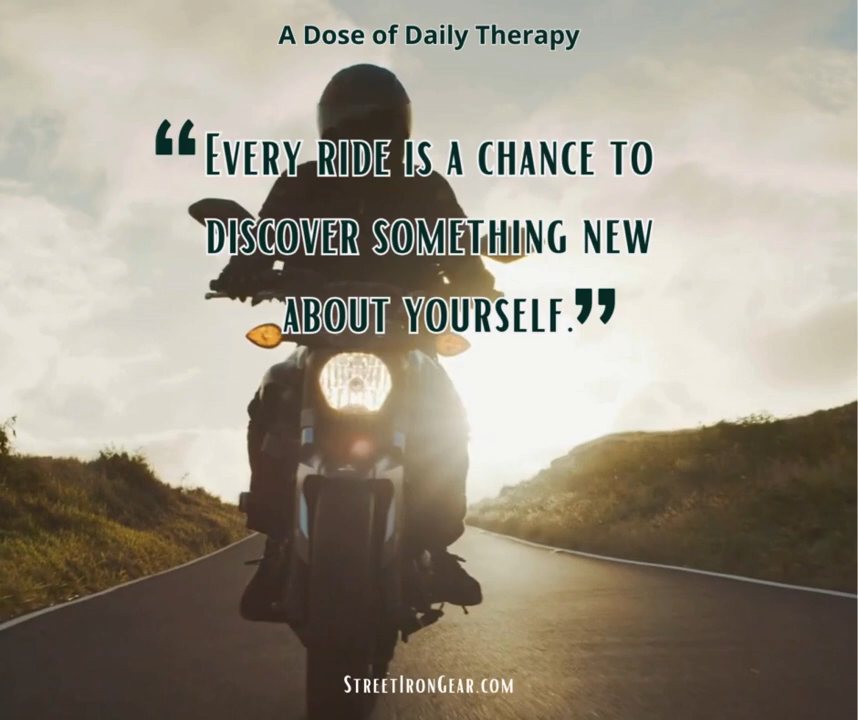 A Dose of Daily Therapy
“Every ride is a chance to
discover something new
about yourself.”
StreetIronGear.com